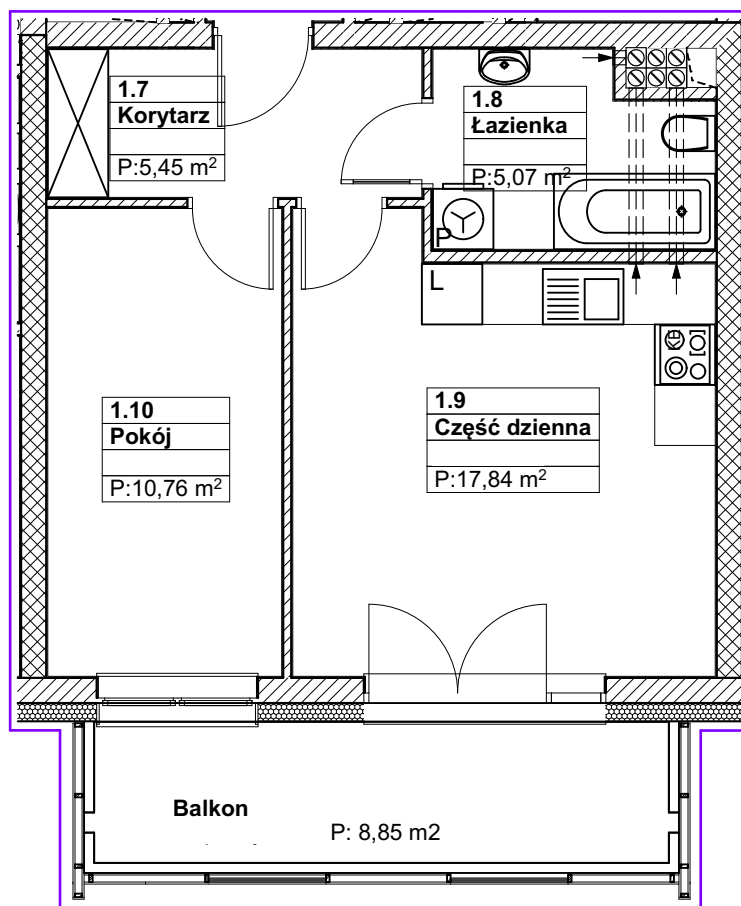 1.7
Korytarz
P:5,45 m²
1.8
Łazienka
P:5,07 m²
P
L
KB
1.9
Część dzienna
P:17,84 m²
1.10
Pokój
P:10,76 m²
Balkon
P: 8,85 m2